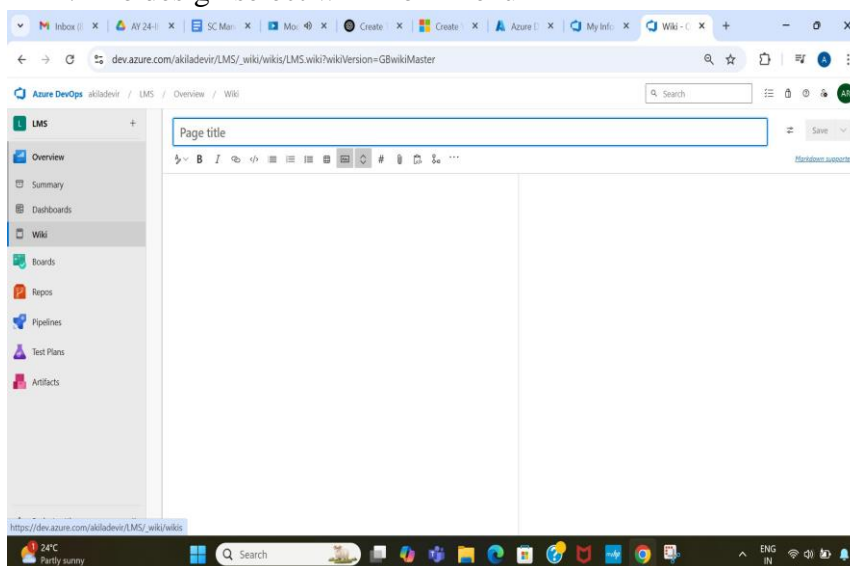 Inbox (
AY 24-
SC Man
Mo
Create
Create
Azure D
My Info
Wiki - C
dev.azure.com/akiladevir/LMS/_wiki/wikis/LMS.wiki?wikiVersion=GBwikiMaster
Azure DevOps akiladevir / LMS / Overview / Wiki
Search
AR
L LMS +
Page title
Save
Overview
B I
Markdown supporte
Summary
Dashboards
Wiki
Boards
Repos
Pipelines
Test Plans
Artifacts
https://dev.azure.com/akiladevir/LMS/_wiki/wikis
24°C
Partly sunny
Search
ENG
IN